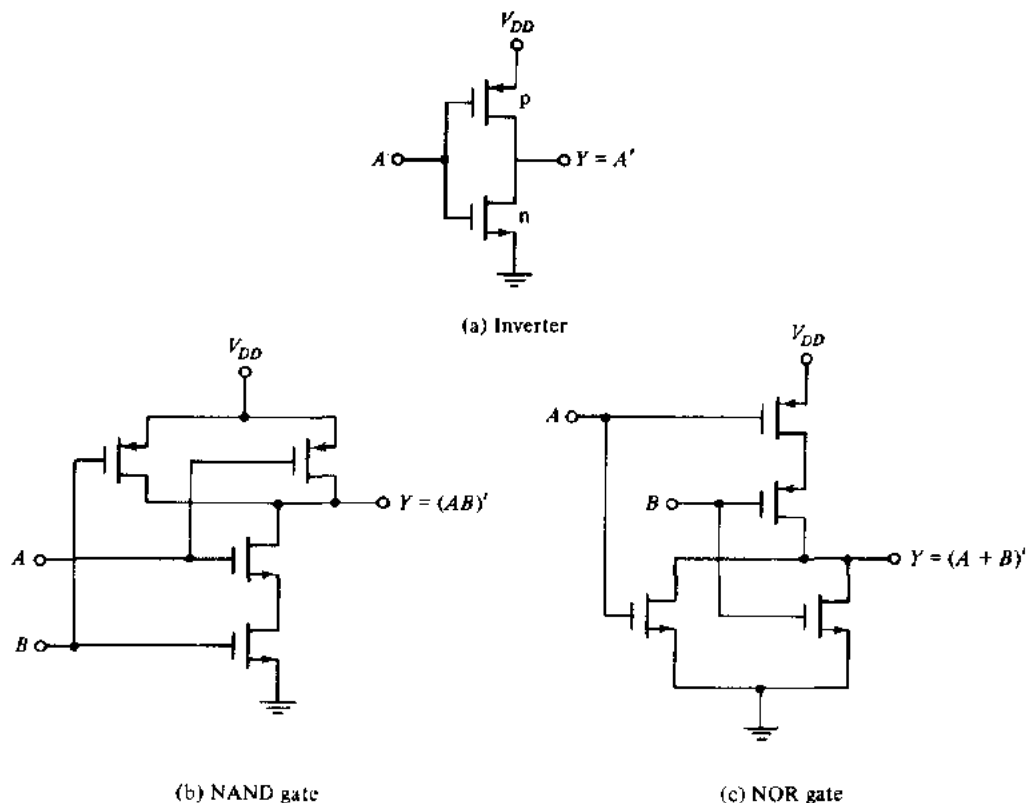 V_DD
p
A
Y = A'
n
(a) Inverter
V_DD
V_DD
A
B
Y = (AB)'
Y = (A + B)'
A
B
(b) NAND gate
(c) NOR gate